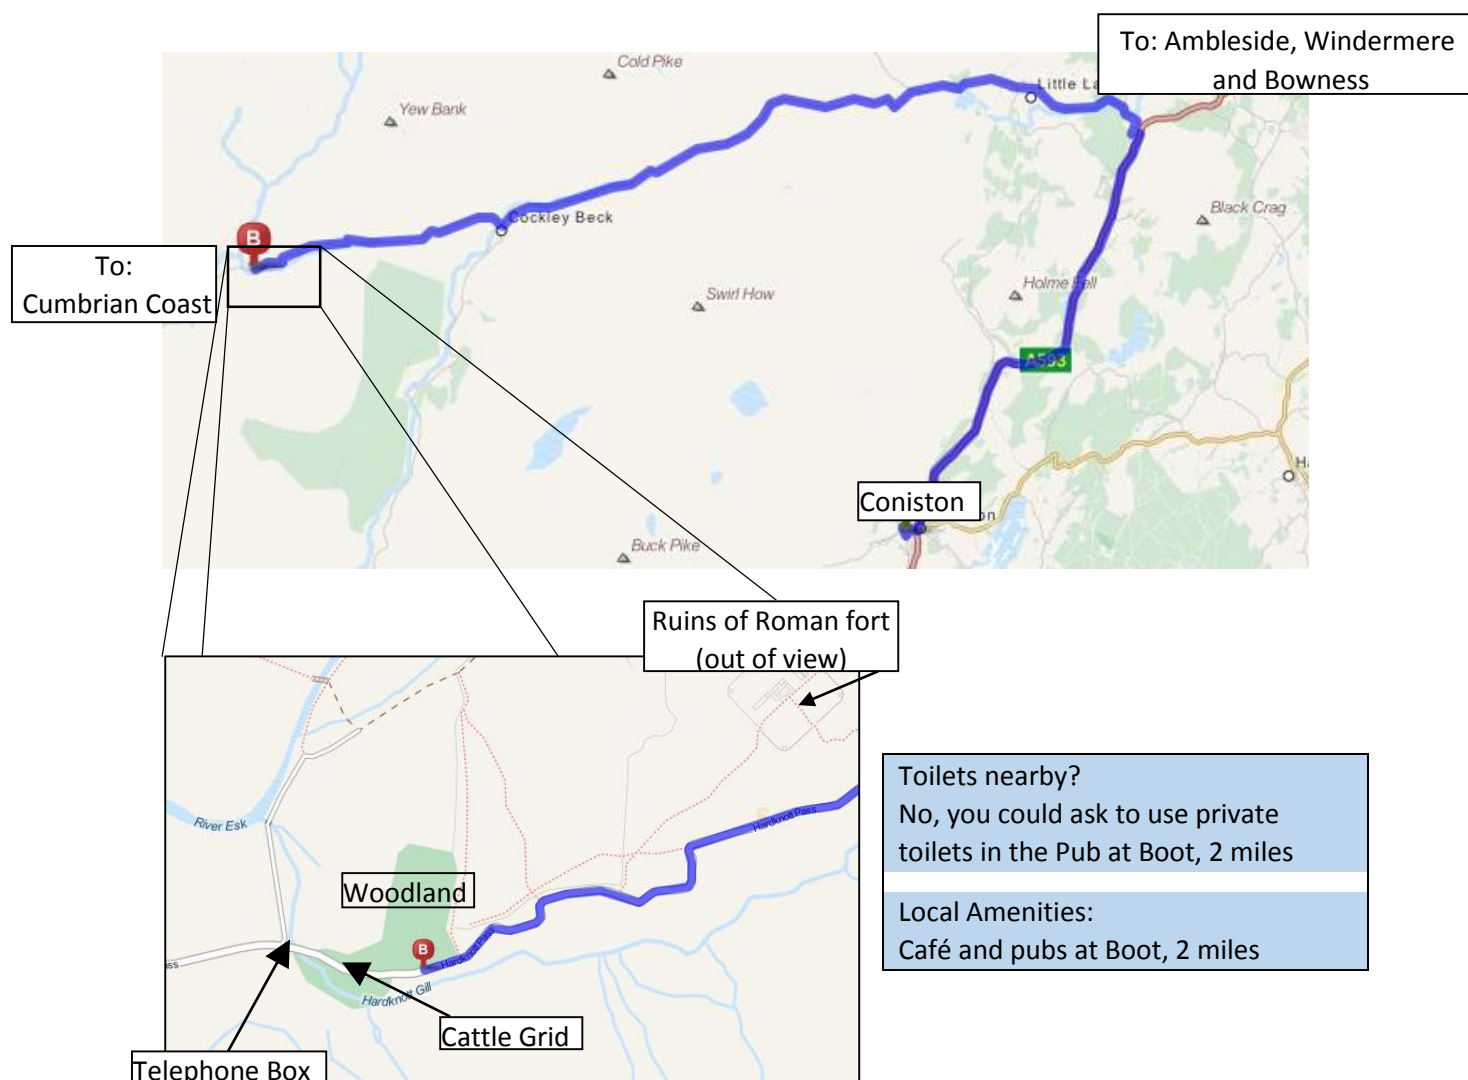 To: Ambleside, Windermere
and Bowness
Cold Pike
Little
Yew Bank
Black Crag
Cockley Beck
B
To:
Cumbrian Coast
Swirl How
Holme Fell
A593
Coniston
Buck Pike
Ruins of Roman fort
(out of view)
River Esk
Hardknott Pass
Woodland
B
Hardknott Pass
Hardknott Gill
Cattle Grid
Telephone Box
Toilets nearby?
No, you could ask to use private
toilets in the Pub at Boot, 2 miles
Local Amenities:
Café and pubs at Boot, 2 miles